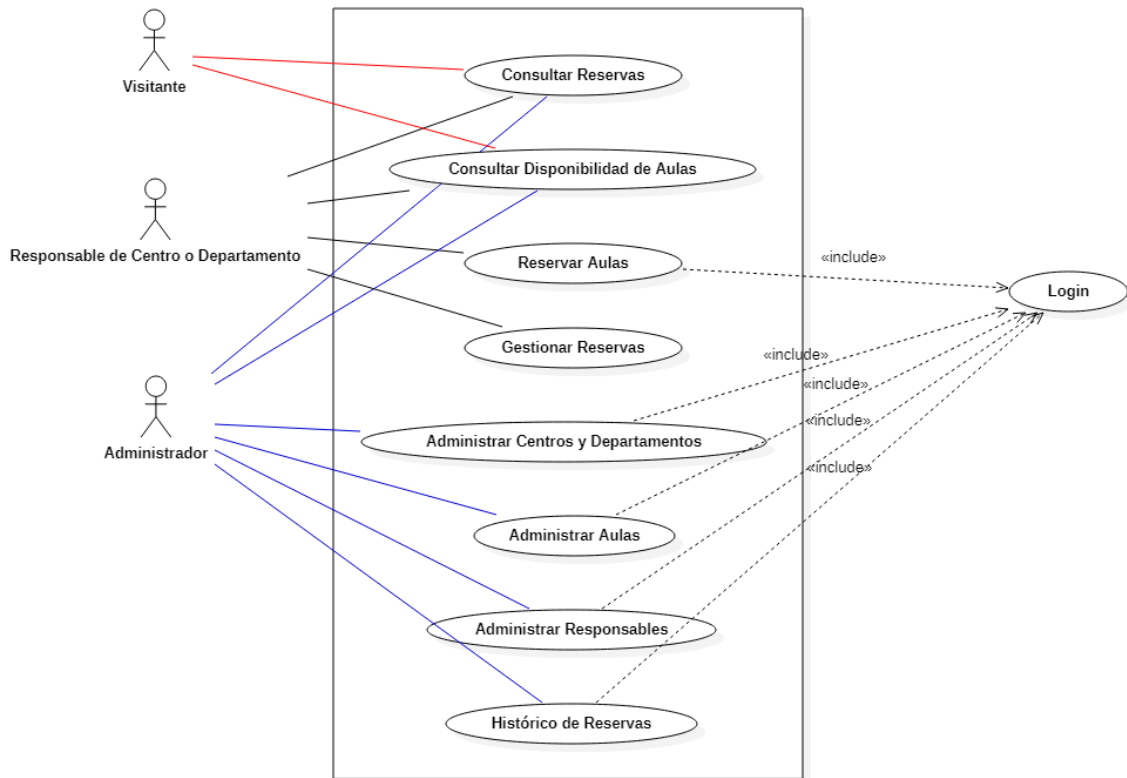 Visitante
Consultar Reservas
Consultar Disponibilidad de Aulas
Responsable de Centro o Departamento
Reservar Aulas
«include»
Login
Gestionar Reservas
«include»
«include»
Administrador
Administrar Centros y Departamentos
«include»
«include»
Administrar Aulas
Administrar Responsables
Histórico de Reservas